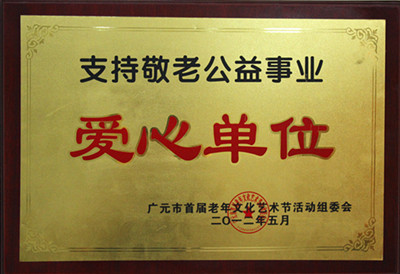 支持敬老公益事业
爱心单位
广元市首届老年文化艺术节活动组委会
二〇一二年五月